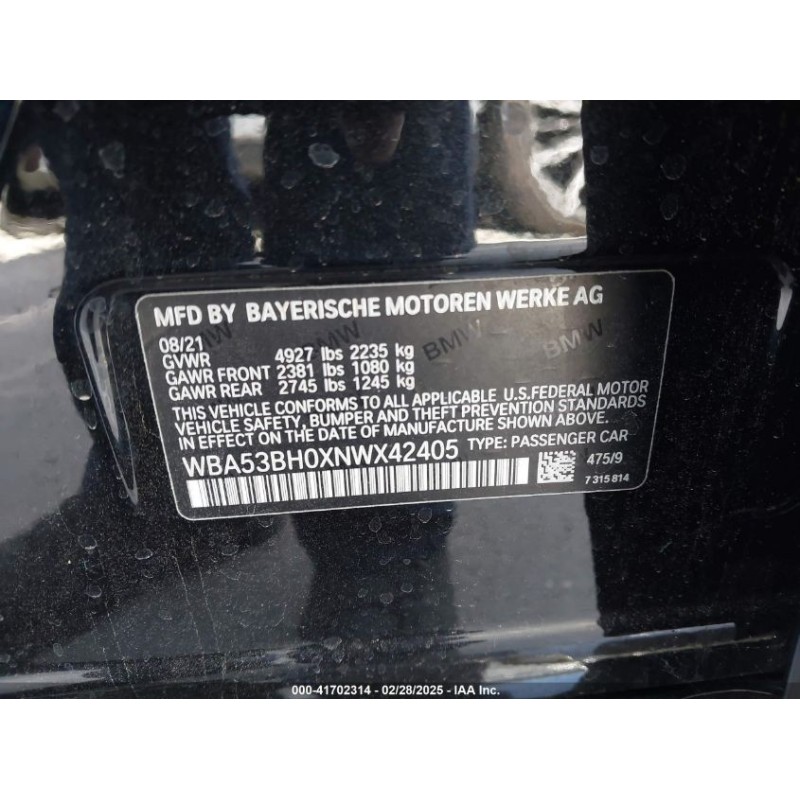 MFD BY BAYERISCHE MOTOREN WERKE AG
08/21
GVWR 4927 lbs 2235 kg
GAWR FRONT 2381 lbs 1080 kg
GAWR REAR 2745 lbs 1245 kg
BMW BMW BMW
THIS VEHICLE CONFORMS TO ALL APPLICABLE U.S.FEDERAL MOTOR
VEHICLE SAFETY, BUMPER AND THEFT PREVENTION STANDARDS
IN EFFECT ON THE DATE OF MANUFACTURE SHOWN ABOVE.
WBA53BH0XNWX42405 TYPE: PASSENGER CAR
475/9
7 315 814
000-41702314 - 02/28/2025 - IAA Inc.